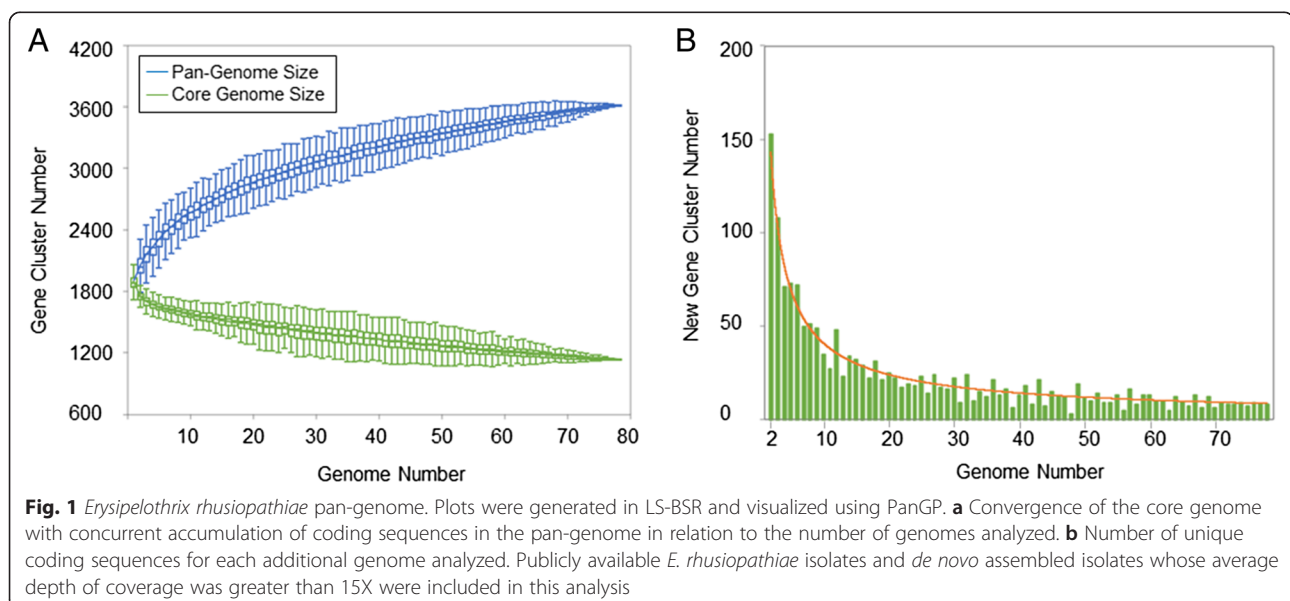 A
4200
3600
3000
2400
1800
1200
600
Gene Cluster Number
Pan-Genome Size
Core Genome Size
10 20 30 40 50 60 70 80
Genome Number
B
200
150
100
50
0
New Gene Cluster Number
2 10 20 30 40 50 60 70
Genome Number
Fig. 1 Erysipelothrix rhusiopathiae pan-genome. Plots were generated in LS-BSR and visualized using PanGP. a Convergence of the core genome
with concurrent accumulation of coding sequences in the pan-genome in relation to the number of genomes analyzed. b Number of unique
coding sequences for each additional genome analyzed. Publicly available E. rhusiopathiae isolates and de novo assembled isolates whose average
depth of coverage was greater than 15X were included in this analysis